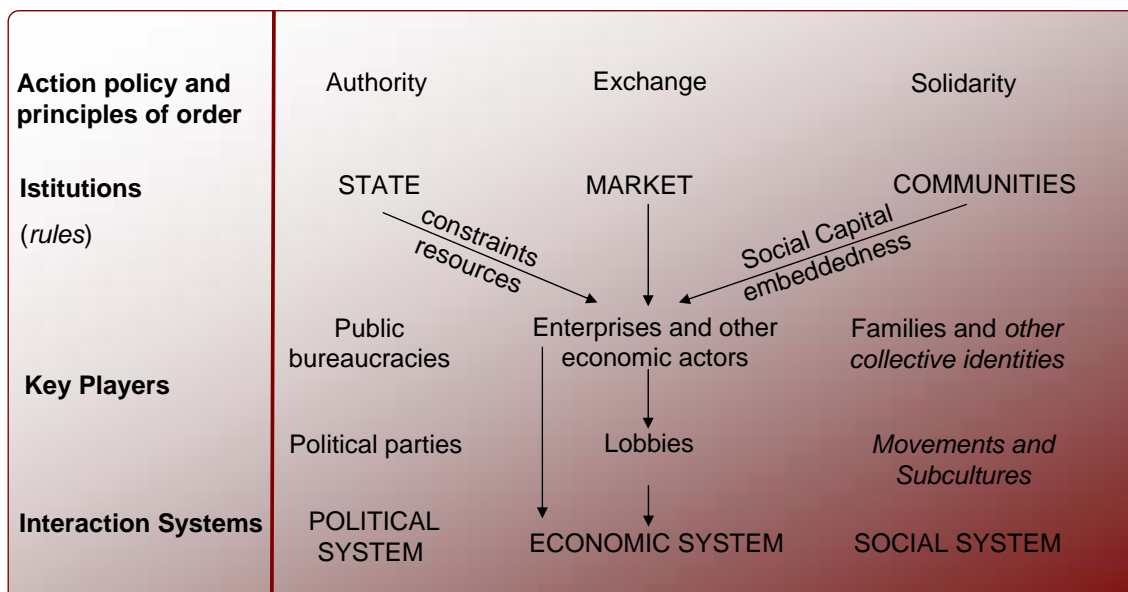 Action policy and
principles of order
Authority
Exchange
Solidarity
Istitutions
(rules)
STATE
MARKET
COMMUNITIES
constraints
resources
Social Capital
embeddedness
Public
bureaucracies
Enterprises and other
economic actors
Families and other
collective identities
Key Players
Political parties
Lobbies
Movements and
Subcultures
Interaction Systems
POLITICAL
SYSTEM
ECONOMIC SYSTEM
SOCIAL SYSTEM